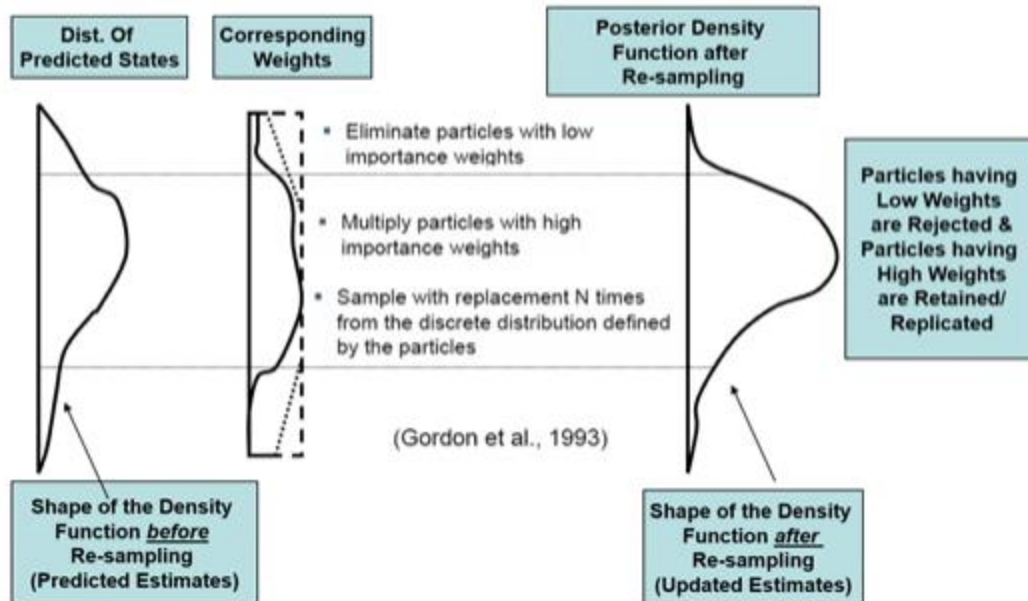 Dist. Of
Predicted States
Corresponding
Weights
Posterior Density
Function after
Re-sampling
▪ Eliminate particles with low
importance weights
▪ Multiply particles with high
importance weights
▪ Sample with replacement N times
from the discrete distribution defined
by the particles
Particles having
Low Weights
are Rejected &
Particles having
High Weights
are Retained/
Replicated
(Gordon et al., 1993)
Shape of the Density
Function before
Re-sampling
(Predicted Estimates)
Shape of the Density
Function after
Re-sampling
(Updated Estimates)